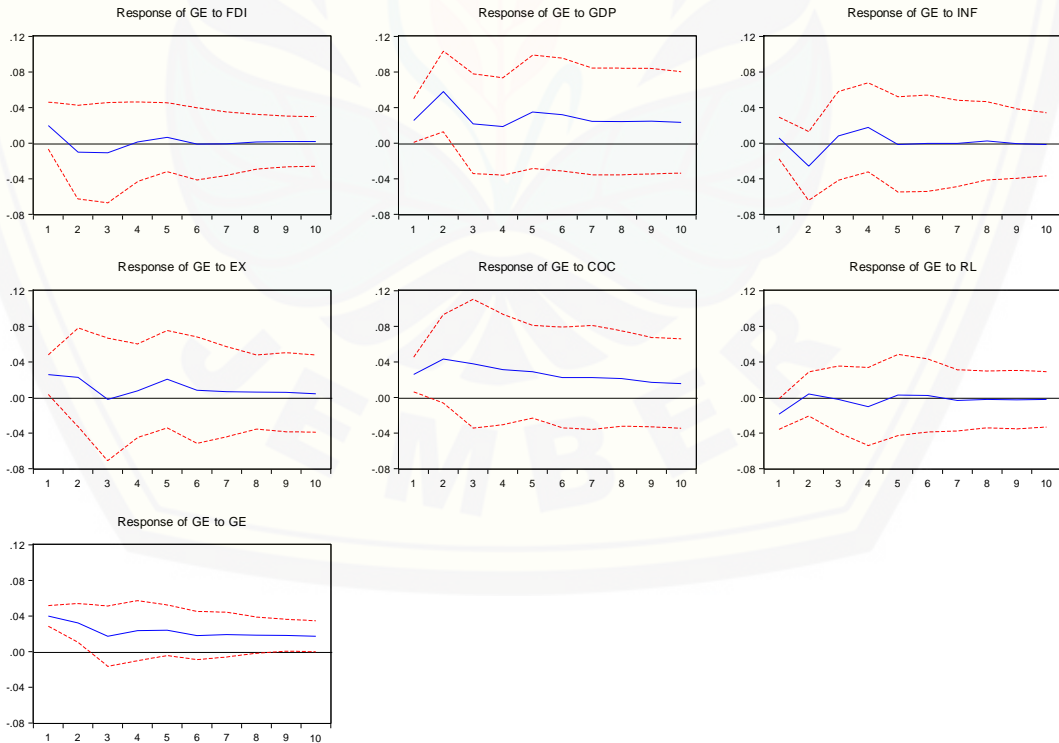 Response of GE to FDI
.12
.08
.04
.00
-.04
-.08
1 2 3 4 5 6 7 8 9 10
Response of GE to GDP
.12
.08
.04
.00
-.04
-.08
1 2 3 4 5 6 7 8 9 10
Response of GE to INF
.12
.08
.04
.00
-.04
-.08
1 2 3 4 5 6 7 8 9 10
Response of GE to EX
.12
.08
.04
.00
-.04
-.08
1 2 3 4 5 6 7 8 9 10
Response of GE to COC
.12
.08
.04
.00
-.04
-.08
1 2 3 4 5 6 7 8 9 10
Response of GE to RL
.12
.08
.04
.00
-.04
-.08
1 2 3 4 5 6 7 8 9 10
JEMBER
Response of GE to GE
.12
.08
.04
.00
-.04
-.08
1 2 3 4 5 6 7 8 9 10